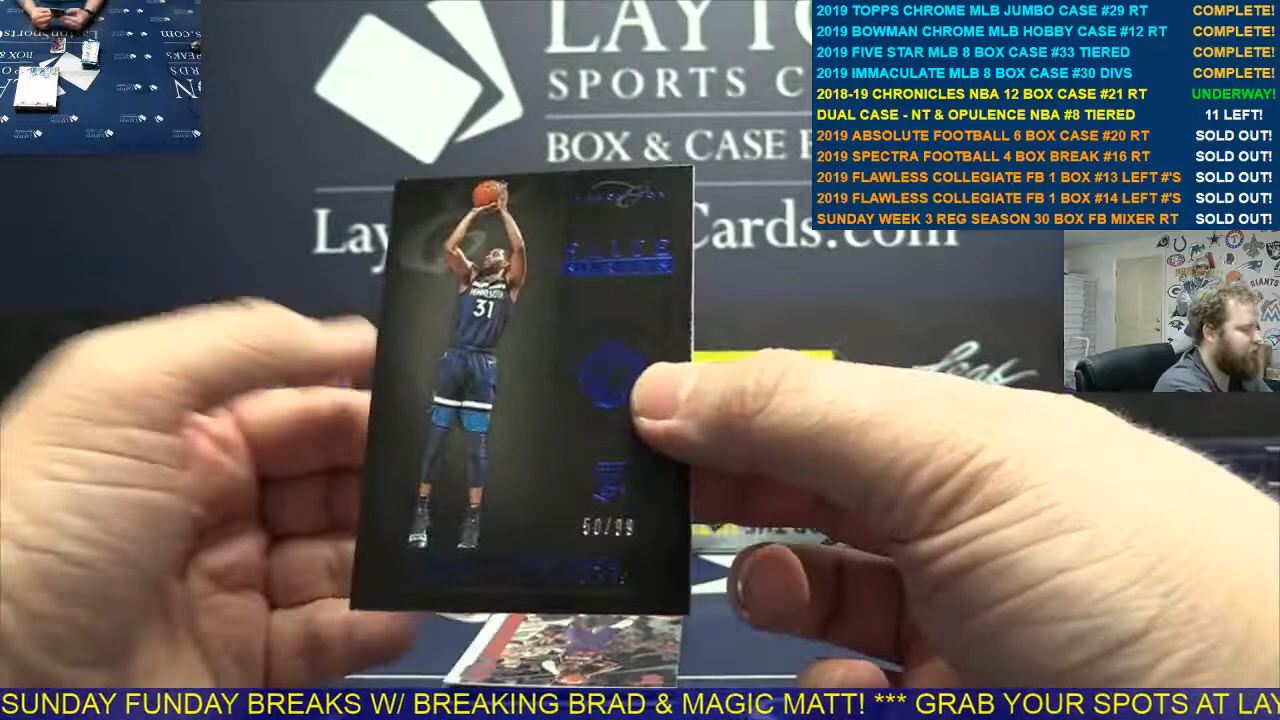 LAYTO
SPORTS C
BOX & CASE
Lay Cards.com
MINNESOTA
31
50/99
2019 TOPPS CHROME MLB JUMBO CASE #29 RT COMPLETE!
2019 BOWMAN CHROME MLB HOBBY CASE #12 RT COMPLETE!
2019 FIVE STAR MLB 8 BOX CASE #33 TIERED COMPLETE!
2019 IMMACULATE MLB 8 BOX CASE #30 DIVS COMPLETE!
2018-19 CHRONICLES NBA 12 BOX CASE #21 RT UNDERWAY!
DUAL CASE - NT & OPULENCE NBA #8 TIERED 11 LEFT!
2019 ABSOLUTE FOOTBALL 6 BOX CASE #20 RT SOLD OUT!
2019 SPECTRA FOOTBALL 4 BOX BREAK #16 RT SOLD OUT!
2019 FLAWLESS COLLEGIATE FB 1 BOX #13 LEFT #'S SOLD OUT!
2019 FLAWLESS COLLEGIATE FB 1 BOX #14 LEFT #'S SOLD OUT!
SUNDAY WEEK 3 REG SEASON 30 BOX FB MIXER RT SOLD OUT!
GIANTS
SUNDAY FUNDAY BREAKS W/ BREAKING BRAD & MAGIC MATT! *** GRAB YOUR SPOTS AT LAY